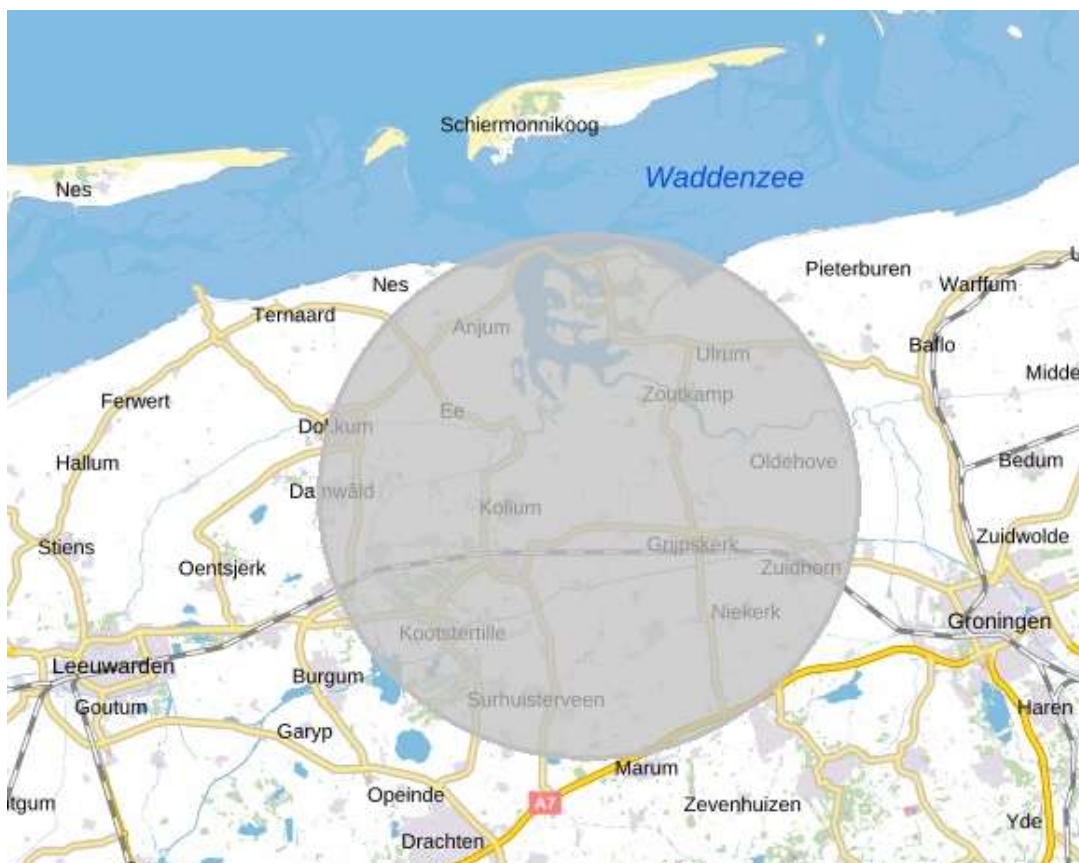 Schiermonnikoog
Waddenzee
Nes
Pieterburen
Nes
Warffum
Ternaard
Anjum
Baflo
Ulrum
Midde
Zoutkamp
Ferwert
Ee
Dokkum
Bedum
Hallum
Oldehove
Damwâld
Kollum
Zuidwolde
Stiens
Grijpskerk
Oentsjerk
Zuidhorn
Niekerk
Groningen
Kootstertille
Leeuwarden
Burgum
Surhuisterveen
Goutum
Haren
Garyp
Marum
Opeinde
Zevenhuizen
tgum
A7
Yde
Drachten